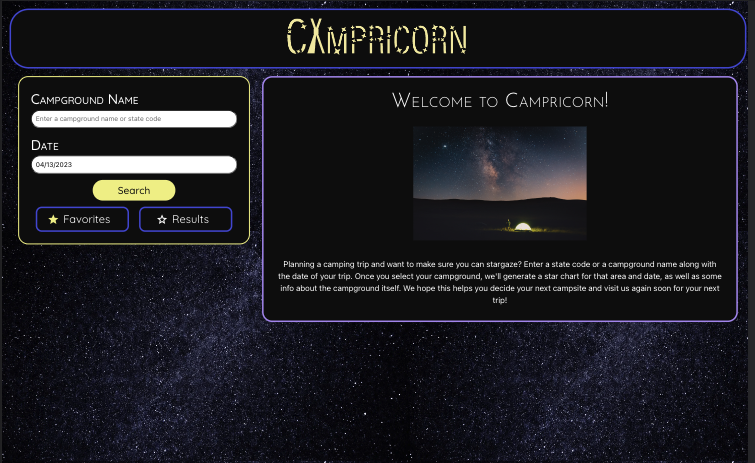 CAMPRICORN
Campground Name
Enter a campground name or state code
Date
04/13/2023
Search
Favorites
Results
Welcome to Campricorn!
Planning a camping trip and want to make sure you can stargaze? Enter a state code or a campground name along with
the date of your trip. Once you select your campground, we'll generate a star chart for that area and date, as well as some
info about the campground itself. We hope this helps you decide your next campsite and visit us again soon for your next
trip!